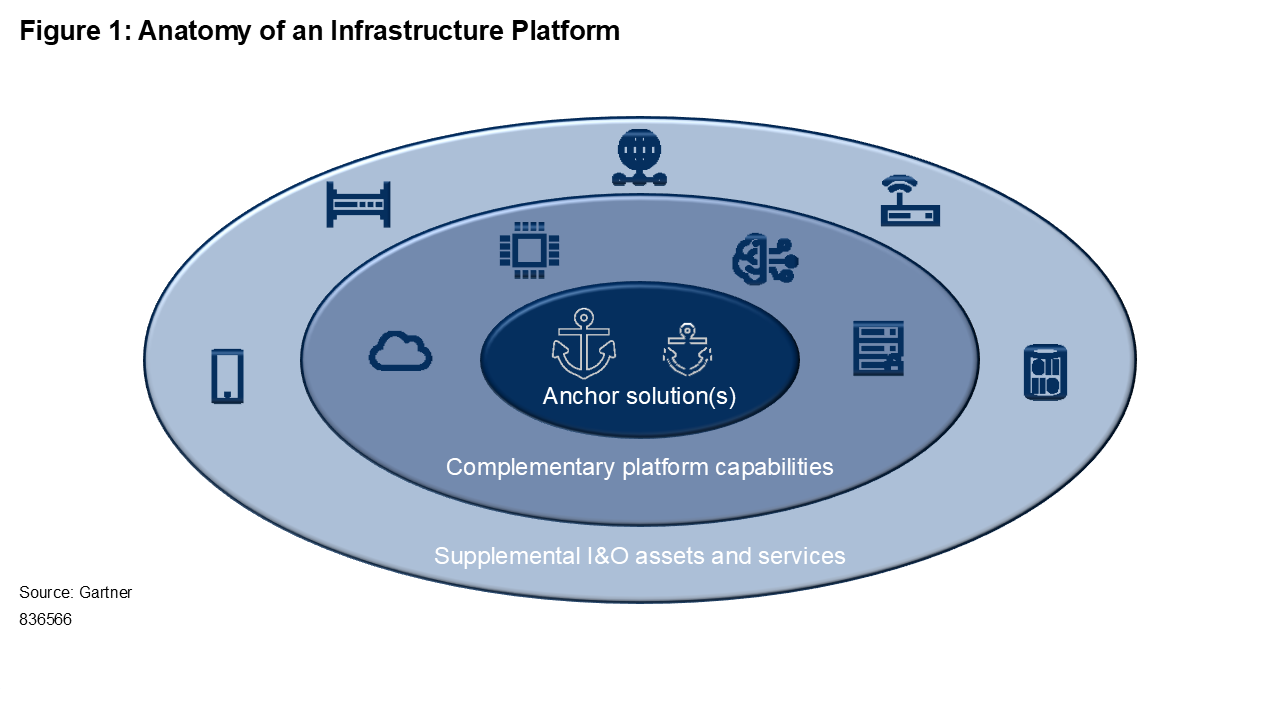 Figure 1: Anatomy of an Infrastructure Platform
Anchor solution(s)
Complementary platform capabilities
Supplemental I&O assets and services
Source: Gartner
836566